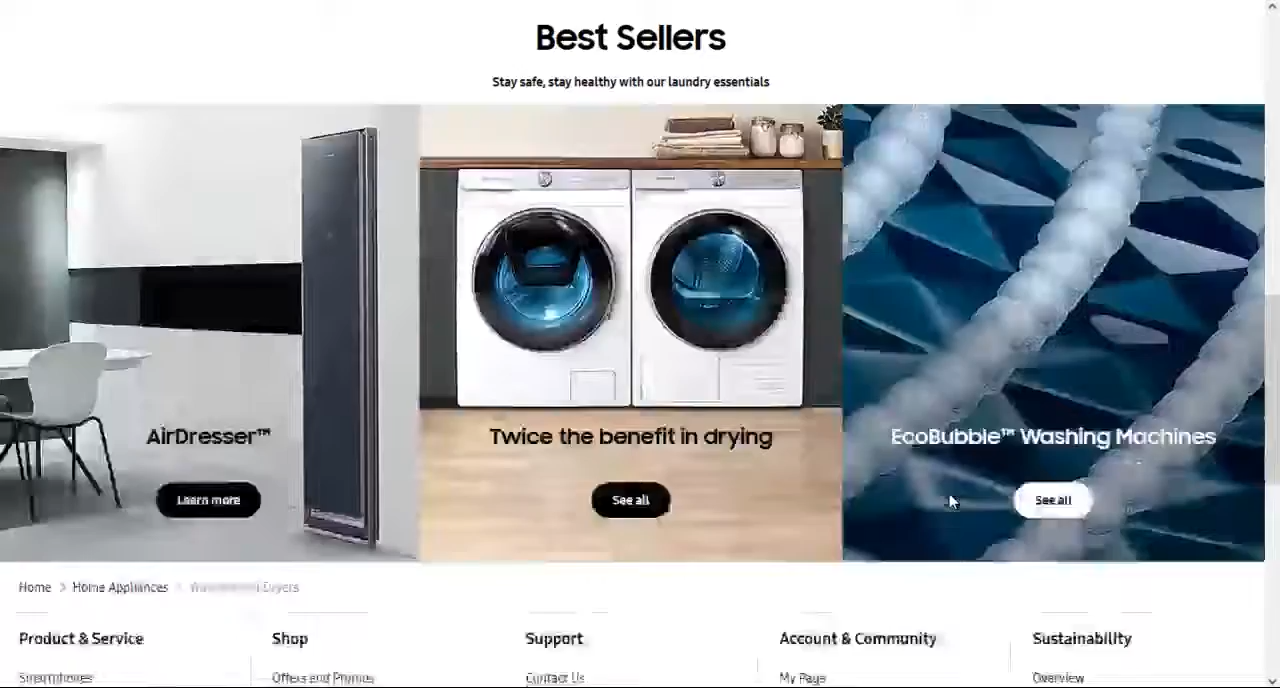 Best Sellers
Stay safe, stay healthy with our laundry essentials
AirDresser™
Learn more
Twice the benefit in drying
See all
EcoBubble™ Washing Machines
See all
Home > Home Appliances > Dryers
Product & Service
Shop
Support
Account & Community
Sustainability
Smartphones
Offers and Promos
Contact Us
My Page
Overview